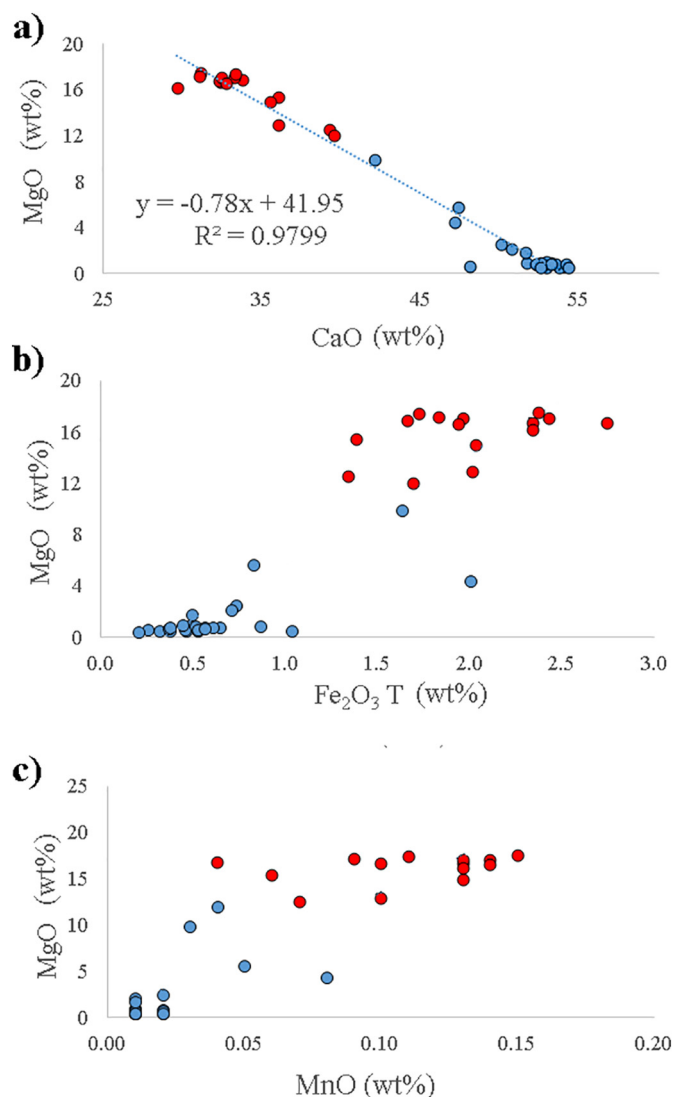 a)
20
16
12
8
4
0
MgO (wt%)
y = -0.78x + 41.95
R² = 0.9799
25 35 45 55
CaO (wt%)
b)
20
16
12
8
4
0
MgO (wt%)
0.0 0.5 1.0 1.5 2.0 2.5 3.0
Fe₂O₃ T (wt%)
c)
25
20
15
10
5
0
MgO (wt%)
0.00 0.05 0.10 0.15 0.20
MnO (wt%)